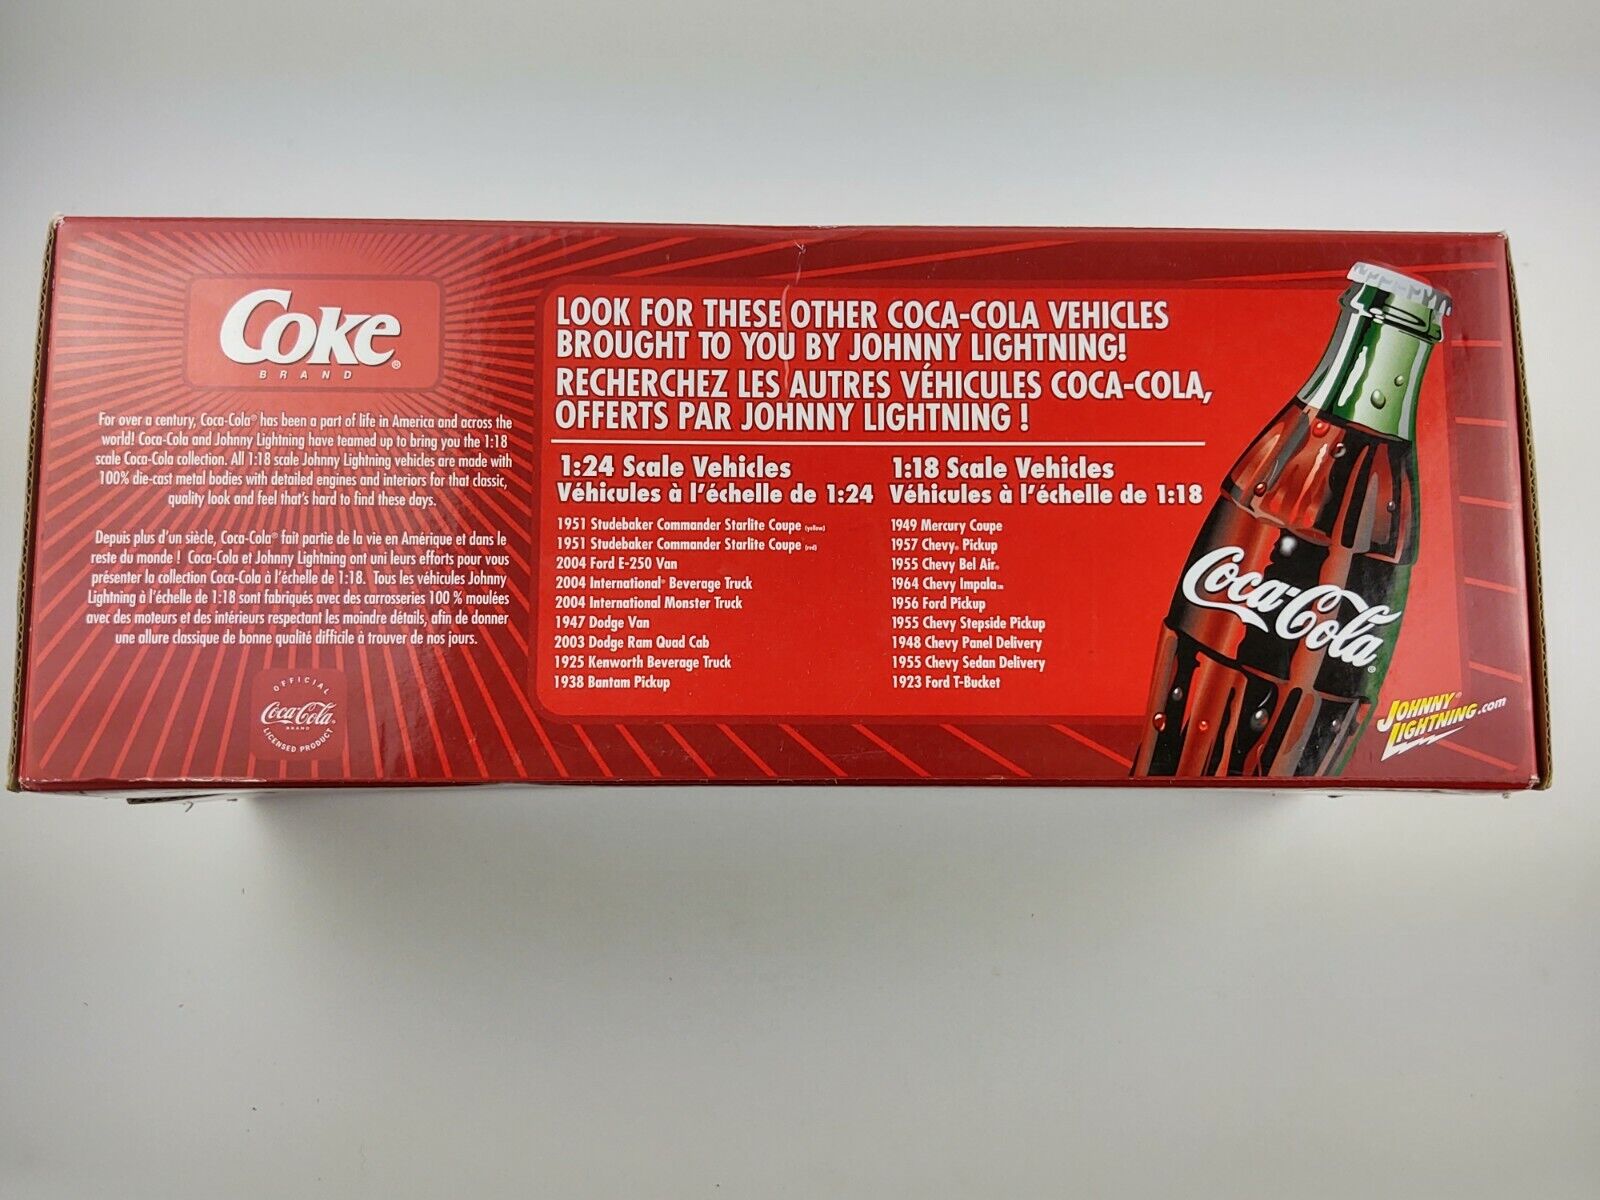 Coke®
BRAND
For over a century, Coca-Cola® has been a part of life in America and across the
world! Coca-Cola and Johnny Lightning have teamed up to bring you the 1:18
scale Coca-Cola collection. All 1:18 scale Johnny Lightning vehicles are made with
100% die-cast metal bodies with detailed engines and interiors for that classic,
quality look and feel that's hard to find these days.
Depuis plus d'un siècle, Coca-Cola® fait partie de la vie en Amérique et dans le
reste du monde ! Coca-Cola et Johnny Lightning ont uni leurs efforts pour vous
présenter la collection Coca-Cola à l'échelle de 1:18. Tous les véhicules Johnny
Lightning à l'échelle de 1:18 sont fabriqués avec des carrosseries 100 % moulées
avec des moteurs et des intérieurs respectant les moindre détails, afin de donner
une allure classique de bonne qualité difficile à trouver de nos jours.
OFFICIAL
Coca-Cola®
BRAND
LICENSED PRODUCT
LOOK FOR THESE OTHER COCA-COLA VEHICLES
BROUGHT TO YOU BY JOHNNY LIGHTNING!
RECHERCHEZ LES AUTRES VÉHICULES COCA-COLA,
OFFERTS PAR JOHNNY LIGHTNING !
1:24 Scale Vehicles
Véhicules à l'échelle de 1:24
1951 Studebaker Commander Starlite Coupe (yellow)
1951 Studebaker Commander Starlite Coupe (red)
2004 Ford E-250 Van
2004 International® Beverage Truck
2004 International Monster Truck
1947 Dodge Van
2003 Dodge Ram Quad Cab
1925 Kenworth Beverage Truck
1938 Bantam Pickup
1:18 Scale Vehicles
Véhicules à l'échelle de 1:18
1949 Mercury Coupe
1957 Chevy® Pickup
1955 Chevy Bel Air®
1964 Chevy Impala™
1956 Ford Pickup
1955 Chevy Stepside Pickup
1948 Chevy Panel Delivery
1955 Chevy Sedan Delivery
1923 Ford T-Bucket
Coca-Cola®
JOHNNY®
LIGHTNING.com